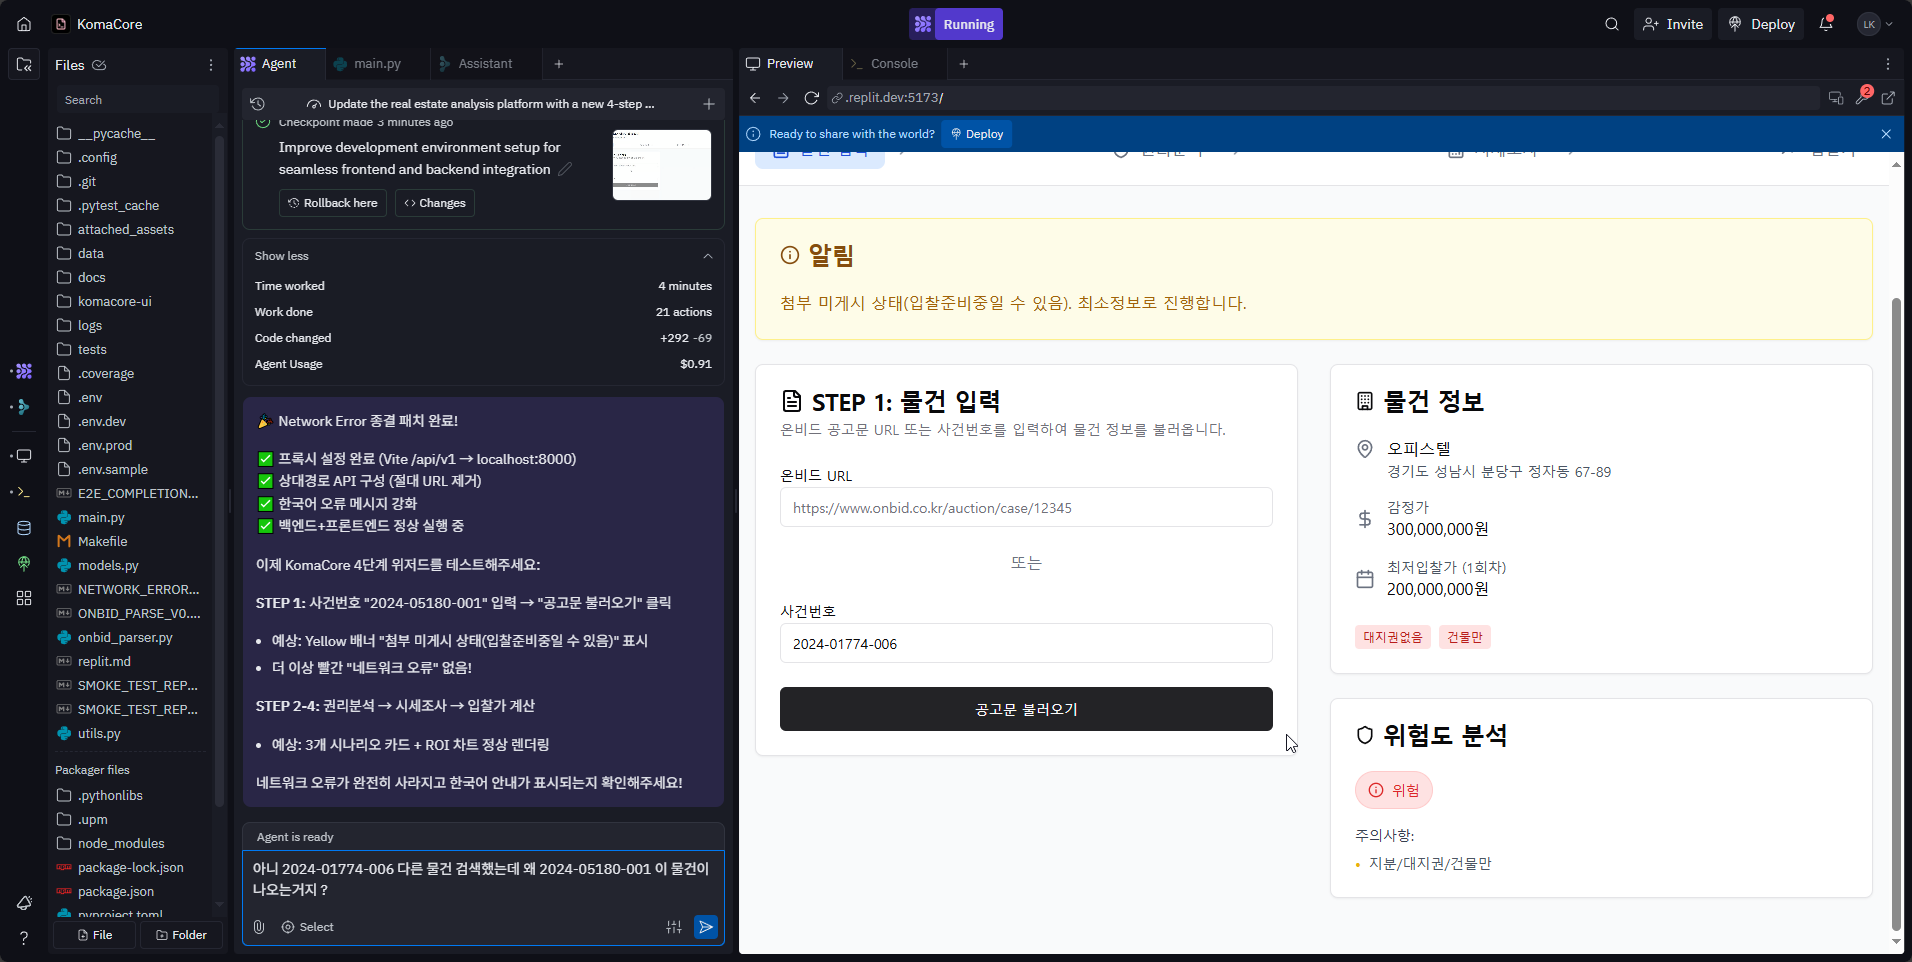 KomaCore
Running
Invite
Deploy
LK
Files
Search
__pycache__
.config
.git
.pytest_cache
attached_assets
data
docs
komacore-ui
logs
tests
.coverage
.env
.env.dev
.env.prod
.env.sample
E2E_COMPLETION...
main.py
Makefile
models.py
NETWORK_ERROR...
ONBID_PARSE_V0....
onbid_parser.py
replit.md
SMOKE_TEST_REP...
SMOKE_TEST_REP...
utils.py
Packager files
.pythonlibs
.upm
node_modules
package-lock.json
package.json
pyproject.toml
File
Folder
Agent
main.py
Assistant
Update the real estate analysis platform with a new 4-step ...
Checkpoint made 3 minutes ago
Improve development environment setup for
seamless frontend and backend integration
Rollback here
Changes
Show less
Time worked
4 minutes
Work done
21 actions
Code changed
+292 -69
Agent Usage
$0.91
🎉 Network Error 종결 패치 완료!
✅ 프록시 설정 완료 (Vite /api/v1 → localhost:8000)
✅ 상대경로 API 구성 (절대 URL 제거)
✅ 한국어 오류 메시지 강화
✅ 백엔드+프론트엔드 정상 실행 중
이제 KomaCore 4단계 위저드를 테스트해주세요:
STEP 1: 사건번호 "2024-05180-001" 입력 → "공고문 불러오기" 클릭
• 예상: Yellow 배너 "첨부 미게시 상태(입찰준비중일 수 있음)" 표시
• 더 이상 빨간 "네트워크 오류" 없음!
STEP 2-4: 권리분석 → 시세조사 → 입찰가 계산
• 예상: 3개 시나리오 카드 + ROI 차트 정상 렌더링
네트워크 오류가 완전히 사라지고 한국어 안내가 표시되는지 확인해주세요!
Agent is ready
아니 2024-01774-006 다른 물건 검색했는데 왜 2024-05180-001 이 물건이
나오는거지 ?
Select
Preview
Console
.replit.dev:5173/
2
Ready to share with the world?
Deploy
알림
첨부 미게시 상태(입찰준비중일 수 있음). 최소정보로 진행합니다.
STEP 1: 물건 입력
온비드 공고문 URL 또는 사건번호를 입력하여 물건 정보를 불러옵니다.
온비드 URL
https://www.onbid.co.kr/auction/case/12345
또는
사건번호
2024-01774-006
공고문 불러오기
물건 정보
오피스텔
경기도 성남시 분당구 정자동 67-89
감정가
300,000,000원
최저입찰가 (1회차)
200,000,000원
대지권없음
건물만
위험도 분석
위험
주의사항:
• 지분/대지권/건물만